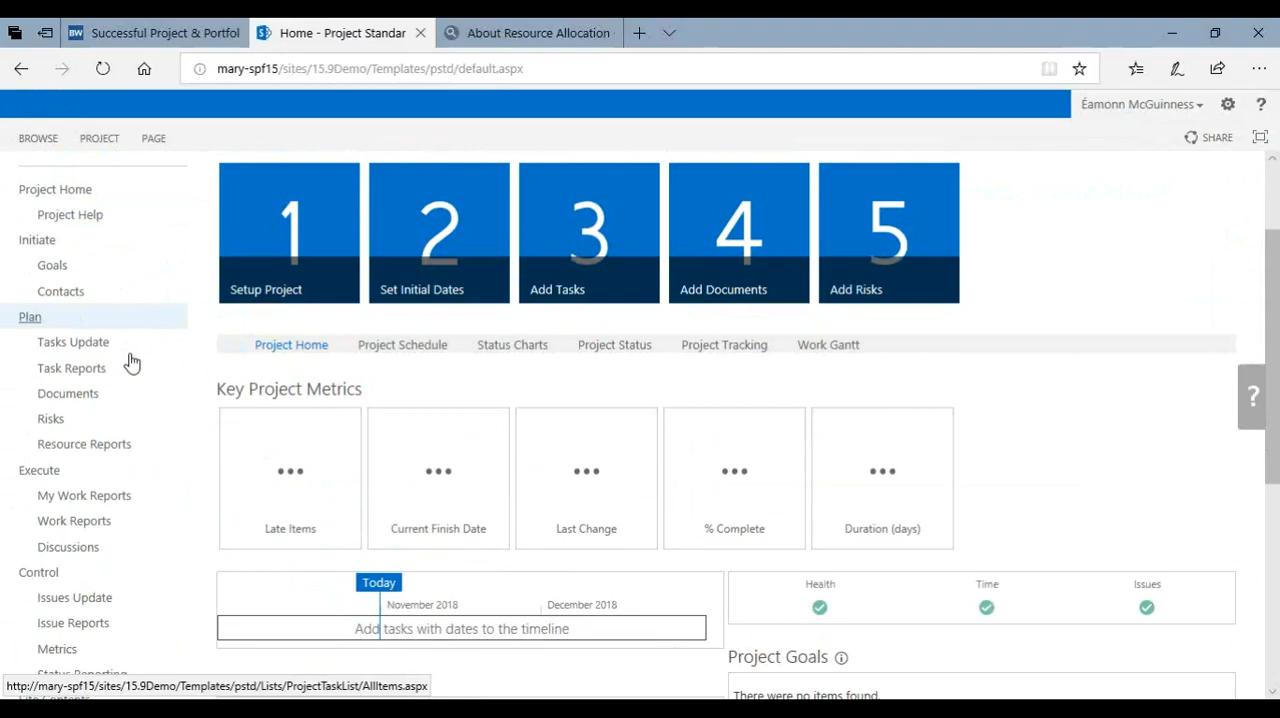 BW Successful Project & Portfol
Home - Project Standar
About Resource Allocation
mary-spf15/sites/15.9Demo/Templates/pstd/default.aspx
Éamonn McGuinness
?
BROWSE PROJECT PAGE
SHARE
Project Home
Project Help
Initiate
Goals
Contacts
Plan
Tasks Update
Task Reports
Documents
Risks
Resource Reports
Execute
My Work Reports
Work Reports
Discussions
Control
Issues Update
Issue Reports
Metrics
Status Reporting
http://mary-spf15/sites/15.9Demo/Templates/pstd/Lists/ProjectTaskList/AllItems.aspx
1 2 3 4 5
Setup Project Set Initial Dates Add Tasks Add Documents Add Risks
Project Home Project Schedule Status Charts Project Status Project Tracking Work Gantt
Key Project Metrics
?
Late Items Current Finish Date Last Change % Complete Duration (days)
Today
November 2018 December 2018
Add tasks with dates to the timeline
Health Time Issues
Project Goals
There were no items found.